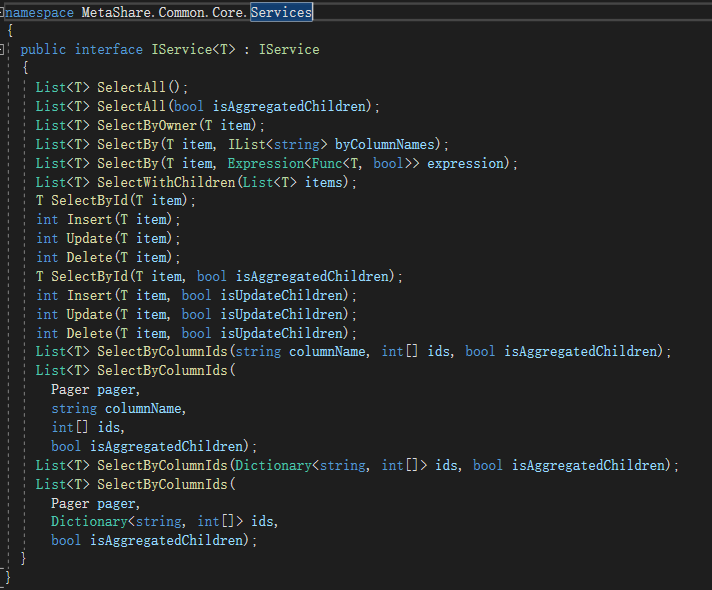 namespace MetaShare.Common.Core.Services
{
public interface IService<T> : IService
{
List<T> SelectAll();
List<T> SelectAll(bool isAggregatedChildren);
List<T> SelectByOwner(T item);
List<T> SelectBy(T item, IList<string> byColumnNames);
List<T> SelectBy(T item, Expression<Func<T, bool>> expression);
List<T> SelectWithChildren(List<T> items);
T SelectById(T item);
int Insert(T item);
int Update(T item);
int Delete(T item);
T SelectById(T item, bool isAggregatedChildren);
int Insert(T item, bool isUpdateChildren);
int Update(T item, bool isUpdateChildren);
int Delete(T item, bool isUpdateChildren);
List<T> SelectByColumnIds(string columnName, int[] ids, bool isAggregatedChildren);
List<T> SelectByColumnIds(
Pager pager,
string columnName,
int[] ids,
bool isAggregatedChildren);
List<T> SelectByColumnIds(Dictionary<string, int[]> ids, bool isAggregatedChildren);
List<T> SelectByColumnIds(
Pager pager,
Dictionary<string, int[]> ids,
bool isAggregatedChildren);
}
}